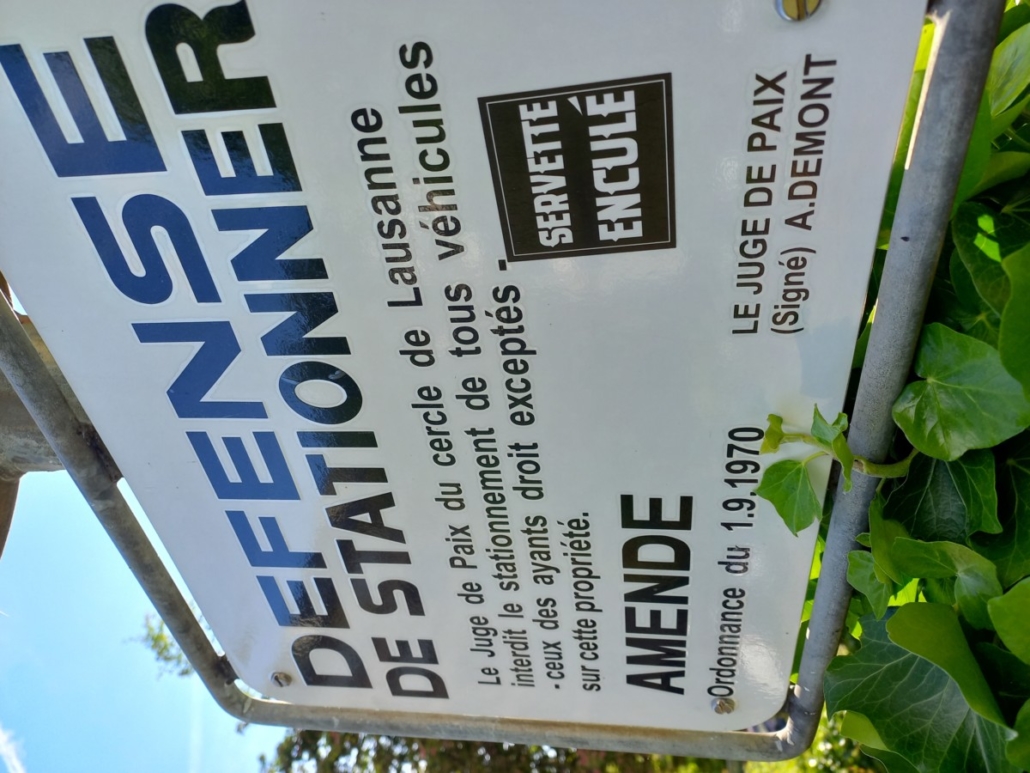 DEFENSE
DE STATIONNER
Le Juge de Paix du cercle de Lausanne
interdit le stationnement de tous véhicules
- ceux des ayants droit exceptés -
sur cette propriété.
SERVETTE
ENCULÉ
AMENDE
Ordonnance du 1.9.1970
LE JUGE DE PAIX
(Signé) A.DEMONT